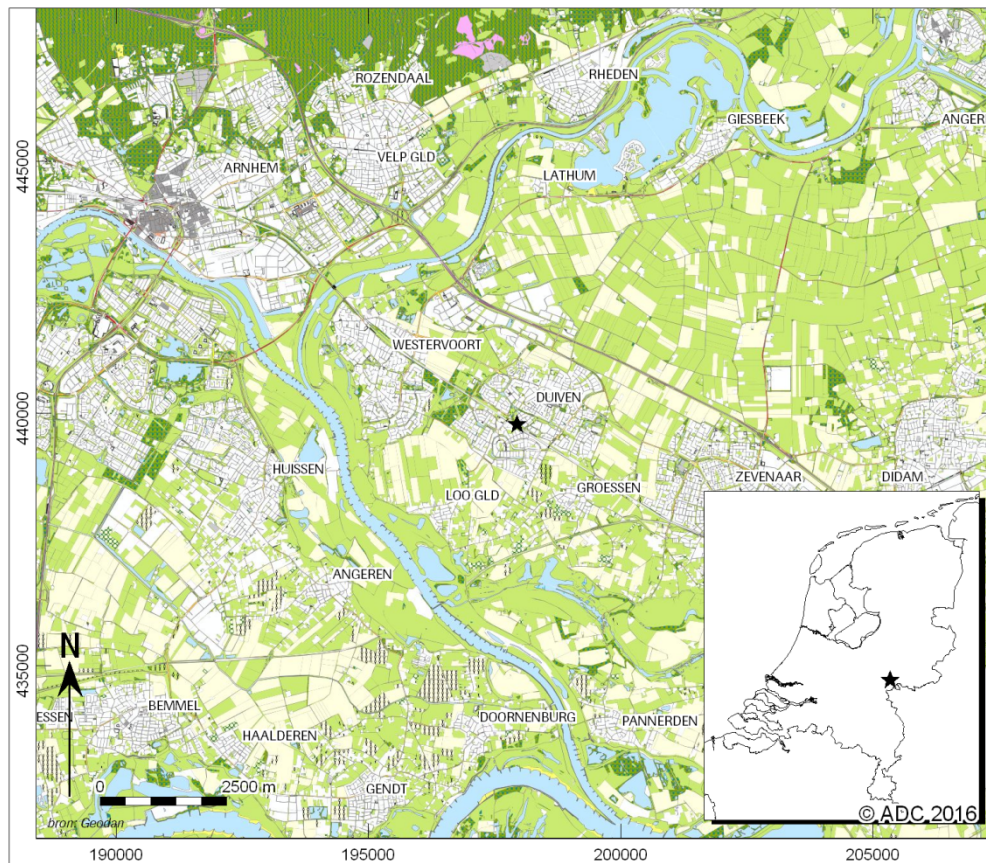 ROZENDAAL
RHEDEN
GIESBEEK
ANGER
VELP GLD
ARNHEM
LATHUM
445000
WESTERVOORT
DUIVEN
440000
HUISSEN
LOO GLD
GROESSEN
ZEVENAAR
DIDAM
ANGEREN
N
435000
ESSEN
BEMMEL
HAALDEREN
DOORNENBURG
PANNERDEN
GENDT
0
2500 m
bron: Geodan
© ADC 2016
190000
195000
200000
205000